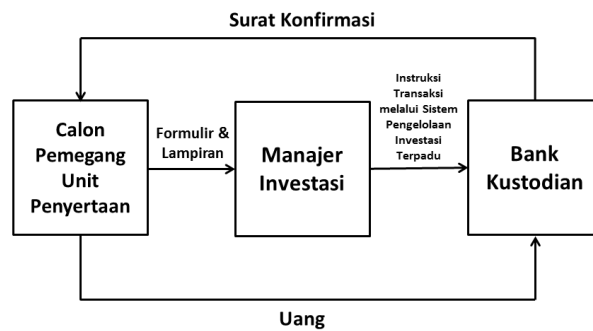 Surat Konfirmasi
Calon
Pemegang
Unit
Penyertaan
Formulir &
Lampiran
Manajer
Investasi
Instruksi
Transaksi
melalui Sistem
Pengelolaan
Investasi
Terpadu
Bank
Kustodian
Uang